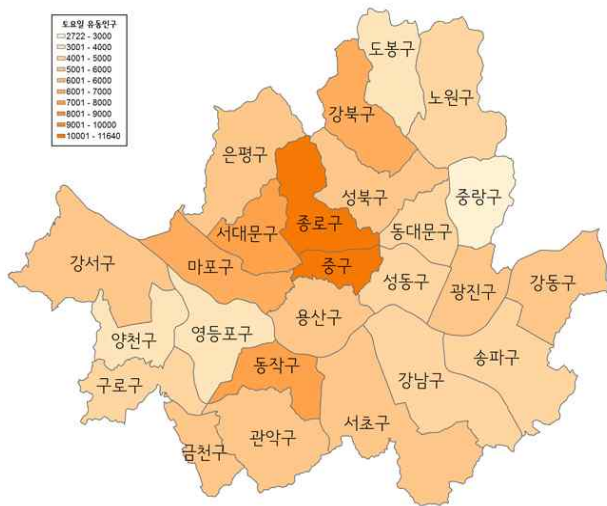 토요일 유동인구
2722 - 3000
3001 - 4000
4001 - 5000
5001 - 6000
6001 - 6000
6001 - 7000
7001 - 8000
8001 - 9000
9001 - 10000
10001 - 11640
도봉구
노원구
강북구
은평구
성북구
중랑구
종로구
서대문구
동대문구
강서구
마포구
중구
성동구
광진구
강동구
용산구
양천구
영등포구
송파구
동작구
강남구
구로구
서초구
관악구
금천구